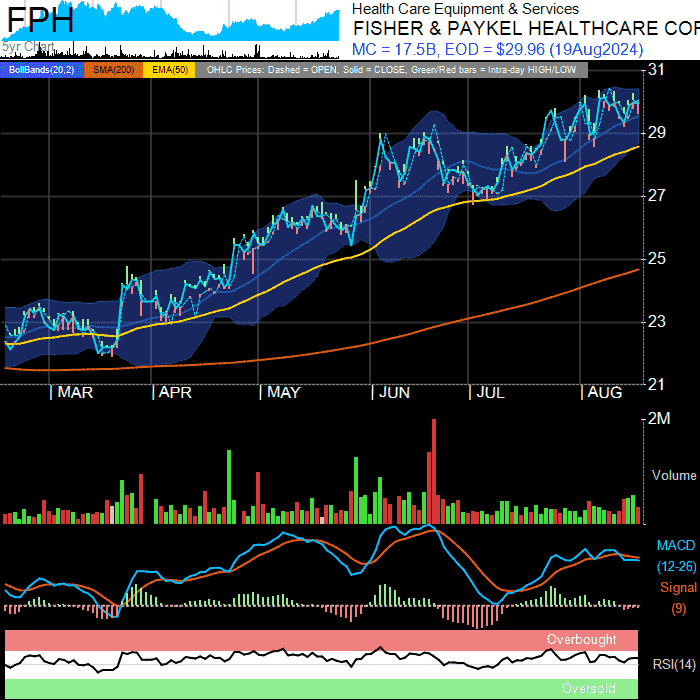 FPH
5yr Chart
Health Care Equipment & Services
FISHER & PAYKEL HEALTHCARE COR
MC = 17.5B, EOD = $29.96 (19Aug2024)
BollBands(20,2) SMA(200) EMA(50) OHLC Prices: Dashed = OPEN, Solid = CLOSE, Green/Red bars = Intra-day HIGH/LOW
31
29
27
25
23
21
MAR APR MAY JUN JUL AUG
2M
Volume
MACD
(12-26)
Signal
(9)
Overbought
RSI(14)
Oversold